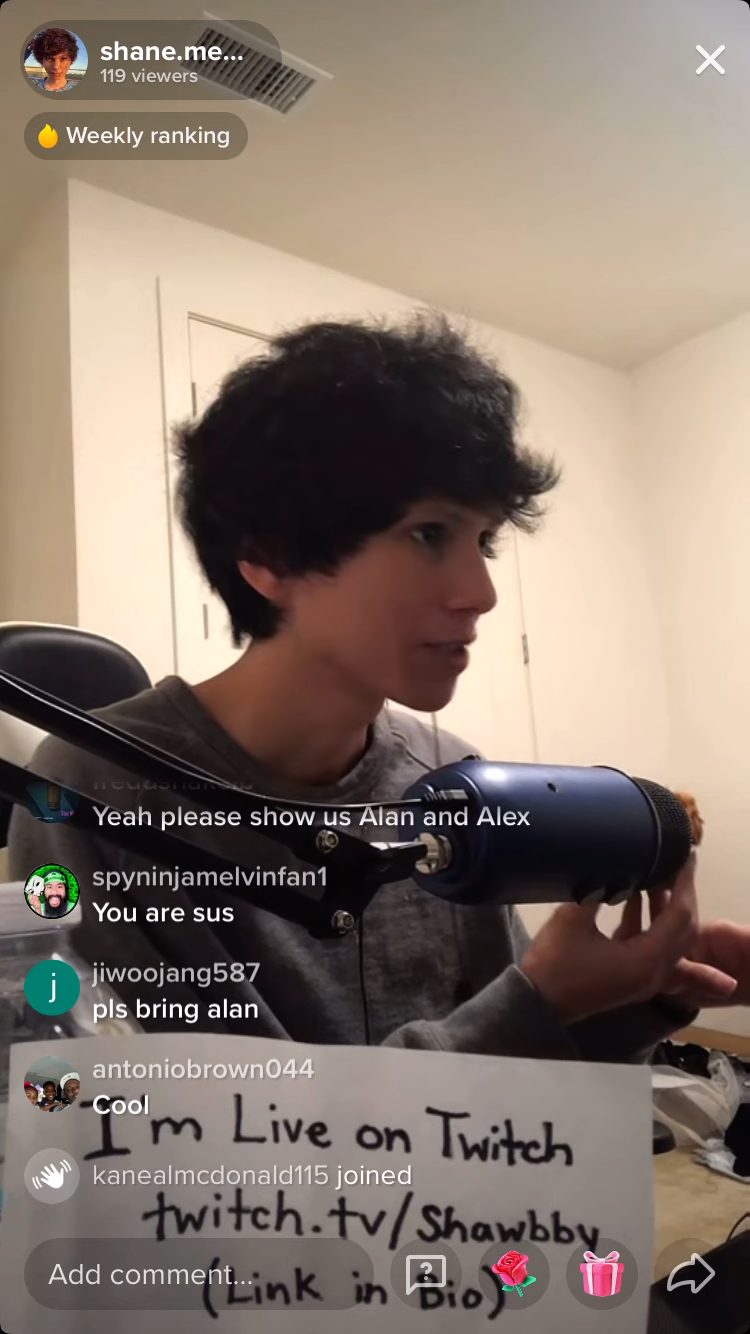 shane.me...
119 viewers
Weekly ranking
Yeah please show us Alan and Alex
spyninjamelvinfan1
You are sus
j
jiwoojang587
pls bring alan
antoniobrown044
Cool
I'm Live on Twitch
kanealmcdonald115 joined
twitch.tv/Shawbby
Add comment...
(Link in Bio)